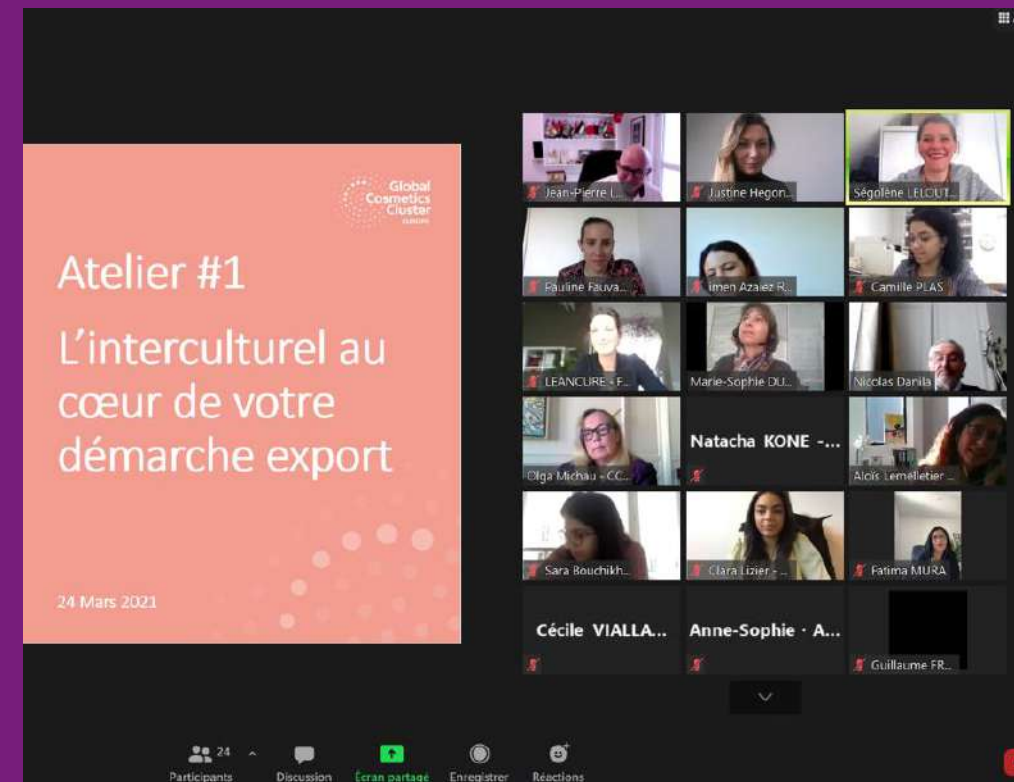 Global
Cosmetics
Cluster
EUROPE
Atelier #1
L'interculturel au
cœur de votre
démarche export
24 Mars 2021
Jean-Pierre L...
Justine Hegon...
Ségolène LELOUT...
Pauline Fauva...
imen Azaiez R...
Camille PLAS
LEANCURE - F...
Marie-Sophie DU...
Nicolas Danila
Olga Michau - CC...
Natacha KONE -...
Aloïs Lemelletier ...
Sara Bouchikh...
Clara Lizier - ...
Fatima MURA
Cécile VIALLA...
Anne-Sophie · A...
Guillaume FR...
24
Participants
Discussion
Écran partagé
Enregistrer
Réactions